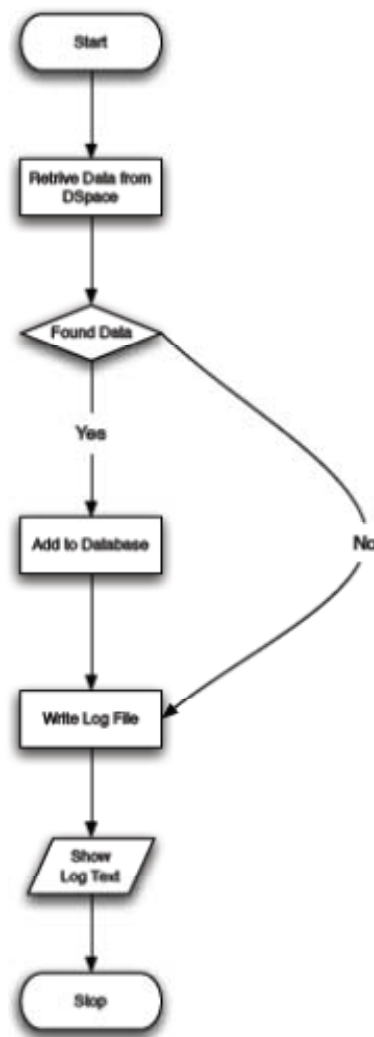 Start
Retrive Data from
DSpace
Found Data
Yes
Add to Database
No
Write Log File
Show
Log Text
Stop